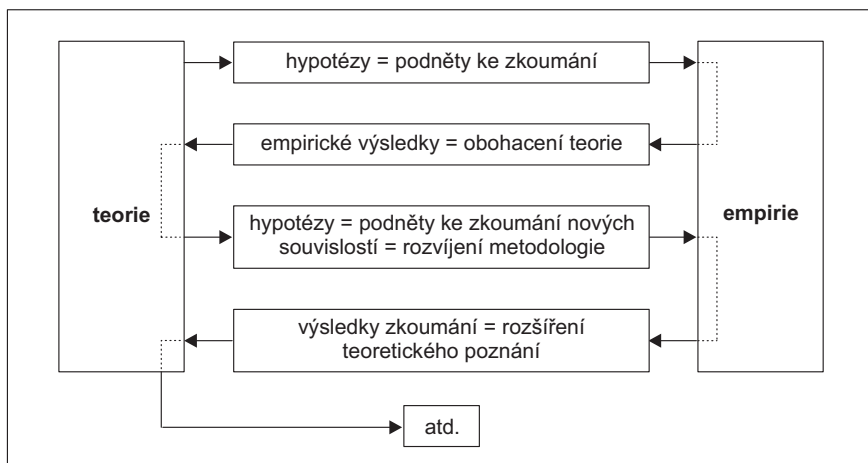 hypotézy = podněty ke zkoumání
empirické výsledky = obohacení teorie
teorie
hypotézy = podněty ke zkoumání nových
souvislostí = rozvíjení metodologie
empirie
výsledky zkoumání = rozšíření
teoretického poznání
atd.